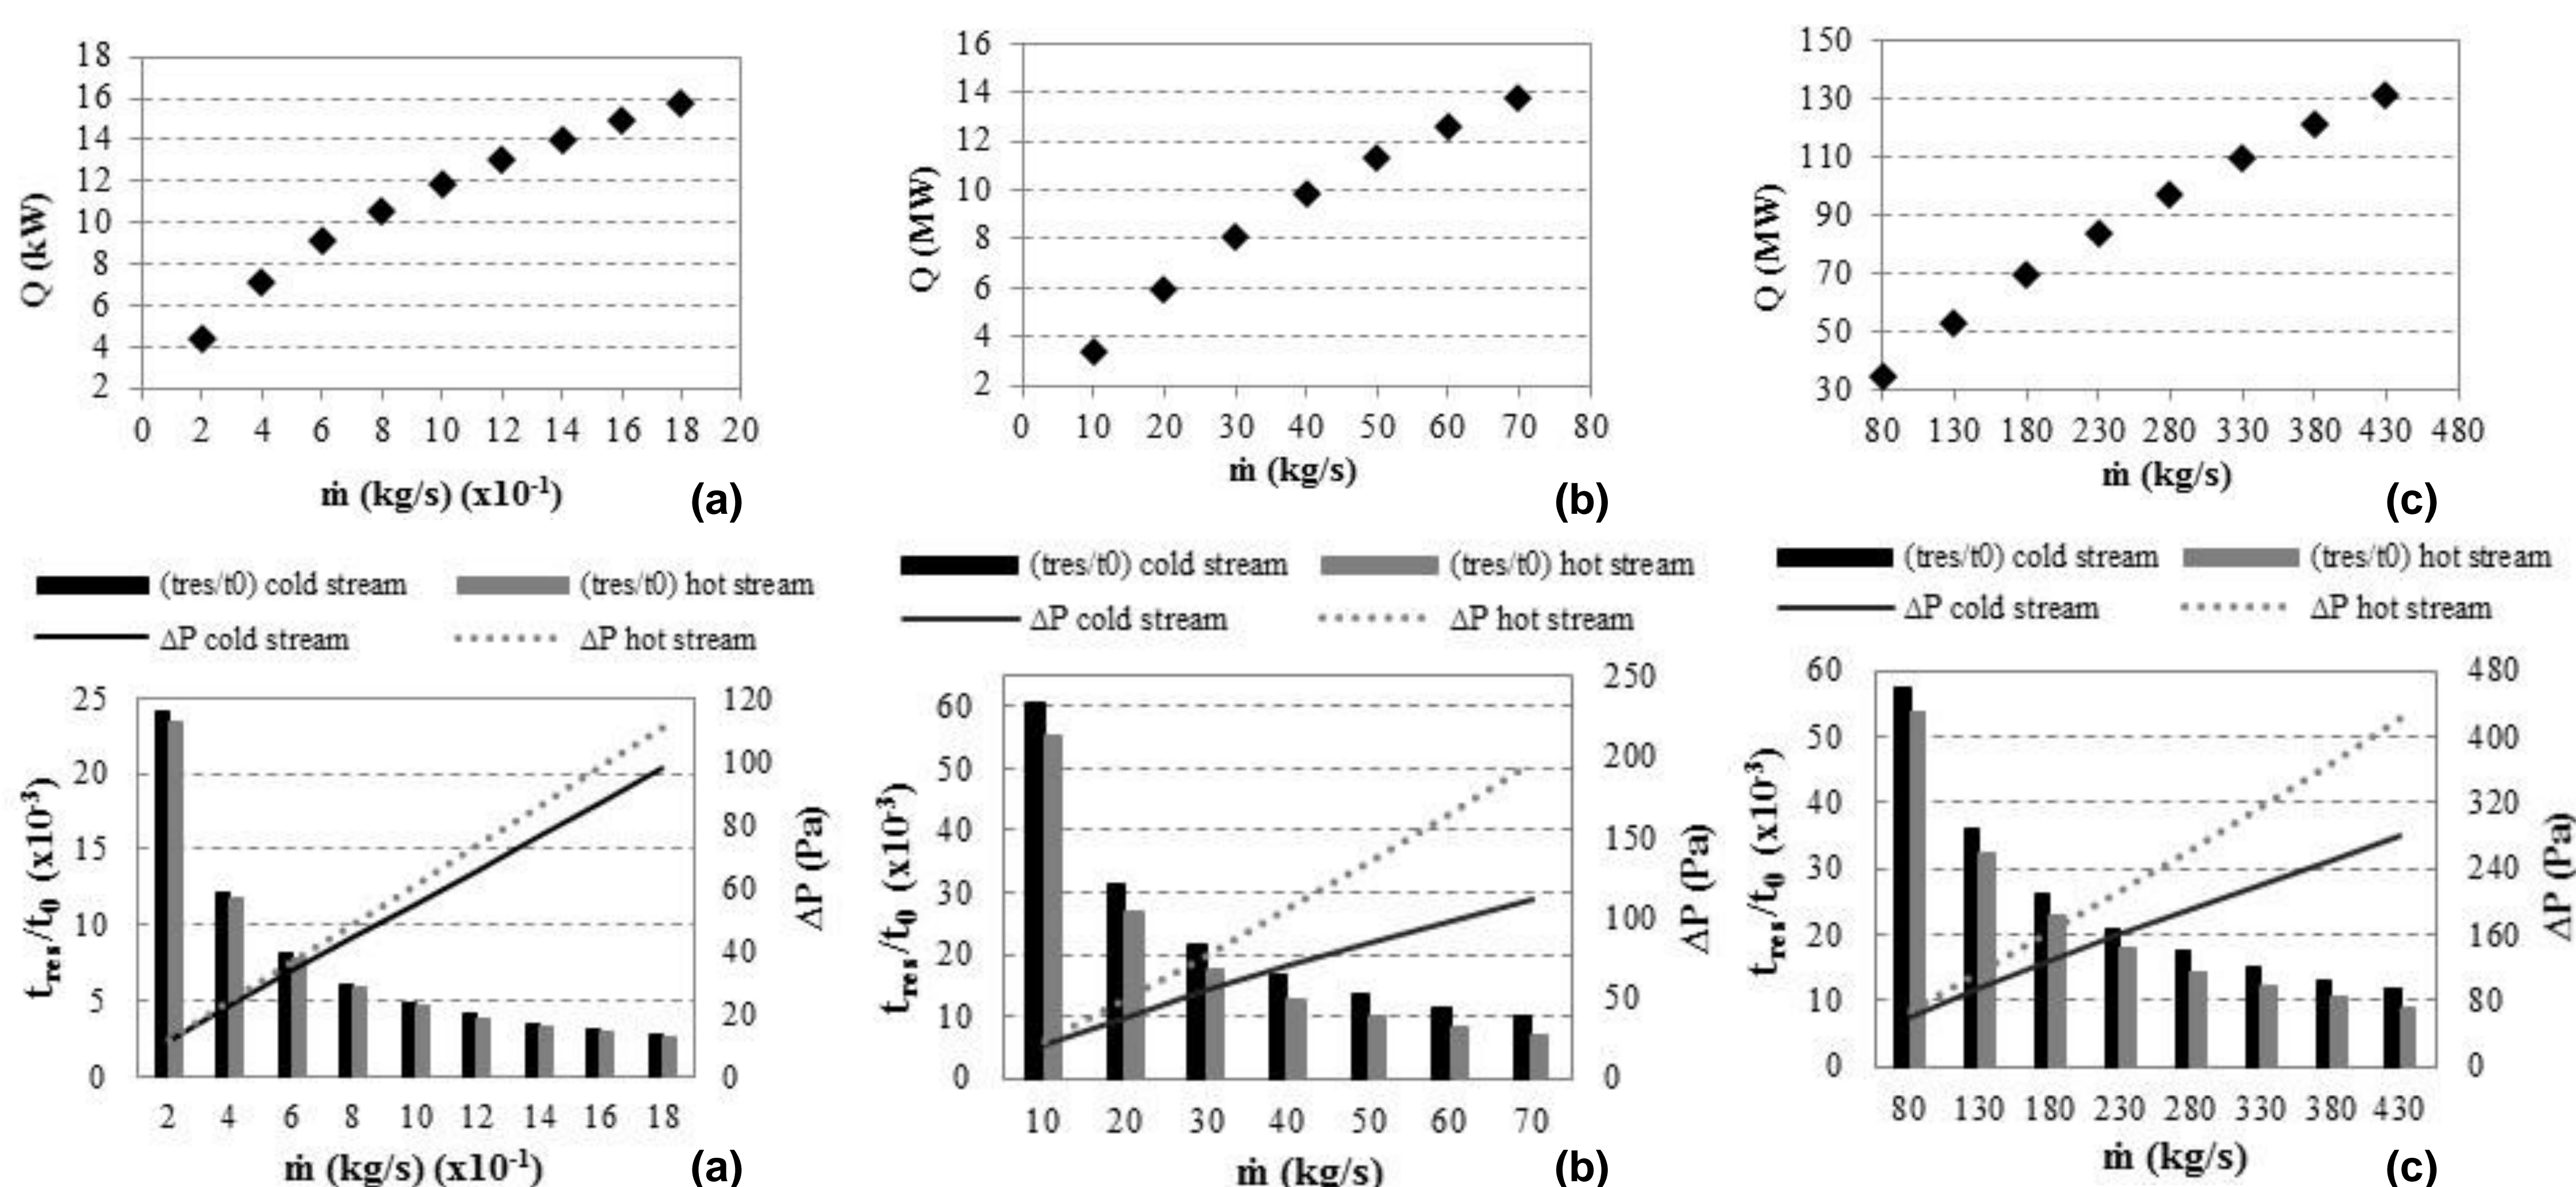 18
16
14
12
10
8
6
4
2
Q (kW)
0 2 4 6 8 10 12 14 16 18 20
ṁ (kg/s) (x10⁻¹)
(a)
16
14
12
10
8
6
4
2
Q (MW)
0 10 20 30 40 50 60 70 80
ṁ (kg/s)
(b)
150
130
110
90
70
50
30
Q (MW)
80 130 180 230 280 330 380 430 480
ṁ (kg/s)
(c)
(tres/t0) cold stream (tres/t0) hot stream
ΔP cold stream ΔP hot stream
25
20
15
10
5
0
t_res/t_0 (x10⁻³)
120
100
80
60
40
20
0
ΔP (Pa)
2 4 6 8 10 12 14 16 18
ṁ (kg/s) (x10⁻¹)
(a)
(tres/t0) cold stream (tres/t0) hot stream
ΔP cold stream ΔP hot stream
60
50
40
30
20
10
0
t_res/t_0 (x10⁻³)
250
200
150
100
50
0
ΔP (Pa)
10 20 30 40 50 60 70
ṁ (kg/s)
(b)
(tres/t0) cold stream (tres/t0) hot stream
ΔP cold stream ΔP hot stream
60
50
40
30
20
10
0
t_res/t_0 (x10⁻³)
480
400
320
240
160
80
0
ΔP (Pa)
80 130 180 230 280 330 380 430
ṁ (kg/s)
(c)